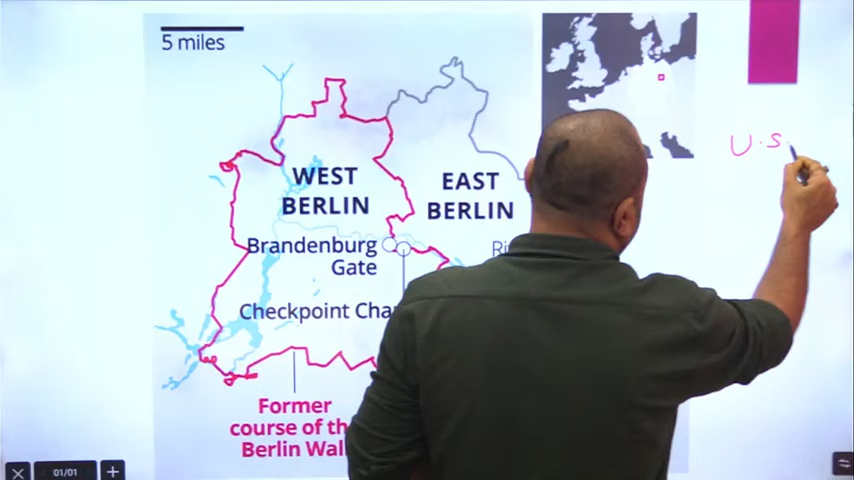 5 miles
WEST
BERLIN
EAST
BERLIN
U.S.
Brandenburg
Gate
Checkpoint Cha
Former
course of th
Berlin Wal
01/01